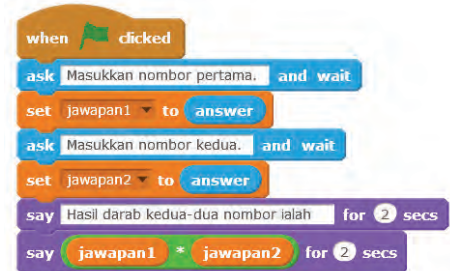 when clicked
ask Masukkan nombor pertama. and wait
set jawapan1 to answer
ask Masukkan nombor kedua. and wait
set jawapan2 to answer
say Hasil darab kedua-dua nombor ialah for 2 secs
say jawapan1 * jawapan2 for 2 secs